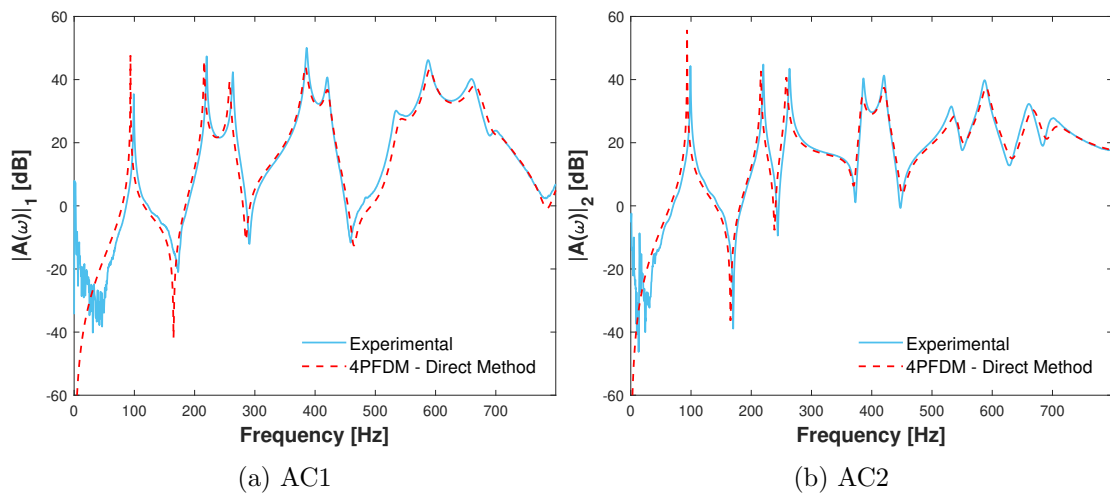 60
40
20
0
-20
-40
-60
|A(ω)|₁ [dB]
0 100 200 300 400 500 600 700
Frequency [Hz]
Experimental
4PFDM - Direct Method
(a) AC1
60
40
20
0
-20
-40
-60
|A(ω)|₂ [dB]
0 100 200 300 400 500 600 700
Frequency [Hz]
Experimental
4PFDM - Direct Method
(b) AC2